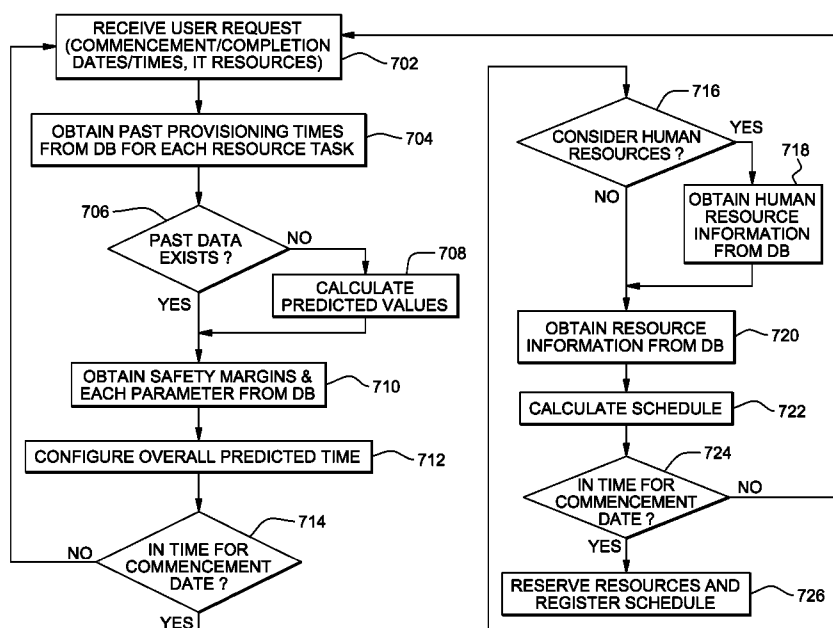 RECEIVE USER REQUEST
(COMMENCEMENT/COMPLETION
DATES/TIMES, IT RESOURCES)
702
OBTAIN PAST PROVISIONING TIMES
FROM DB FOR EACH RESOURCE TASK
704
706
PAST DATA
EXISTS ?
NO
YES
708
CALCULATE
PREDICTED VALUES
OBTAIN SAFETY MARGINS &
EACH PARAMETER FROM DB
710
CONFIGURE OVERALL PREDICTED TIME
712
714
IN TIME FOR
COMMENCEMENT
DATE ?
NO
YES
716
CONSIDER HUMAN
RESOURCES ?
YES
NO
718
OBTAIN HUMAN
RESOURCE
INFORMATION
FROM DB
OBTAIN RESOURCE
INFORMATION FROM DB
720
CALCULATE SCHEDULE
722
724
IN TIME FOR
COMMENCEMENT
DATE ?
NO
YES
RESERVE RESOURCES AND
REGISTER SCHEDULE
726